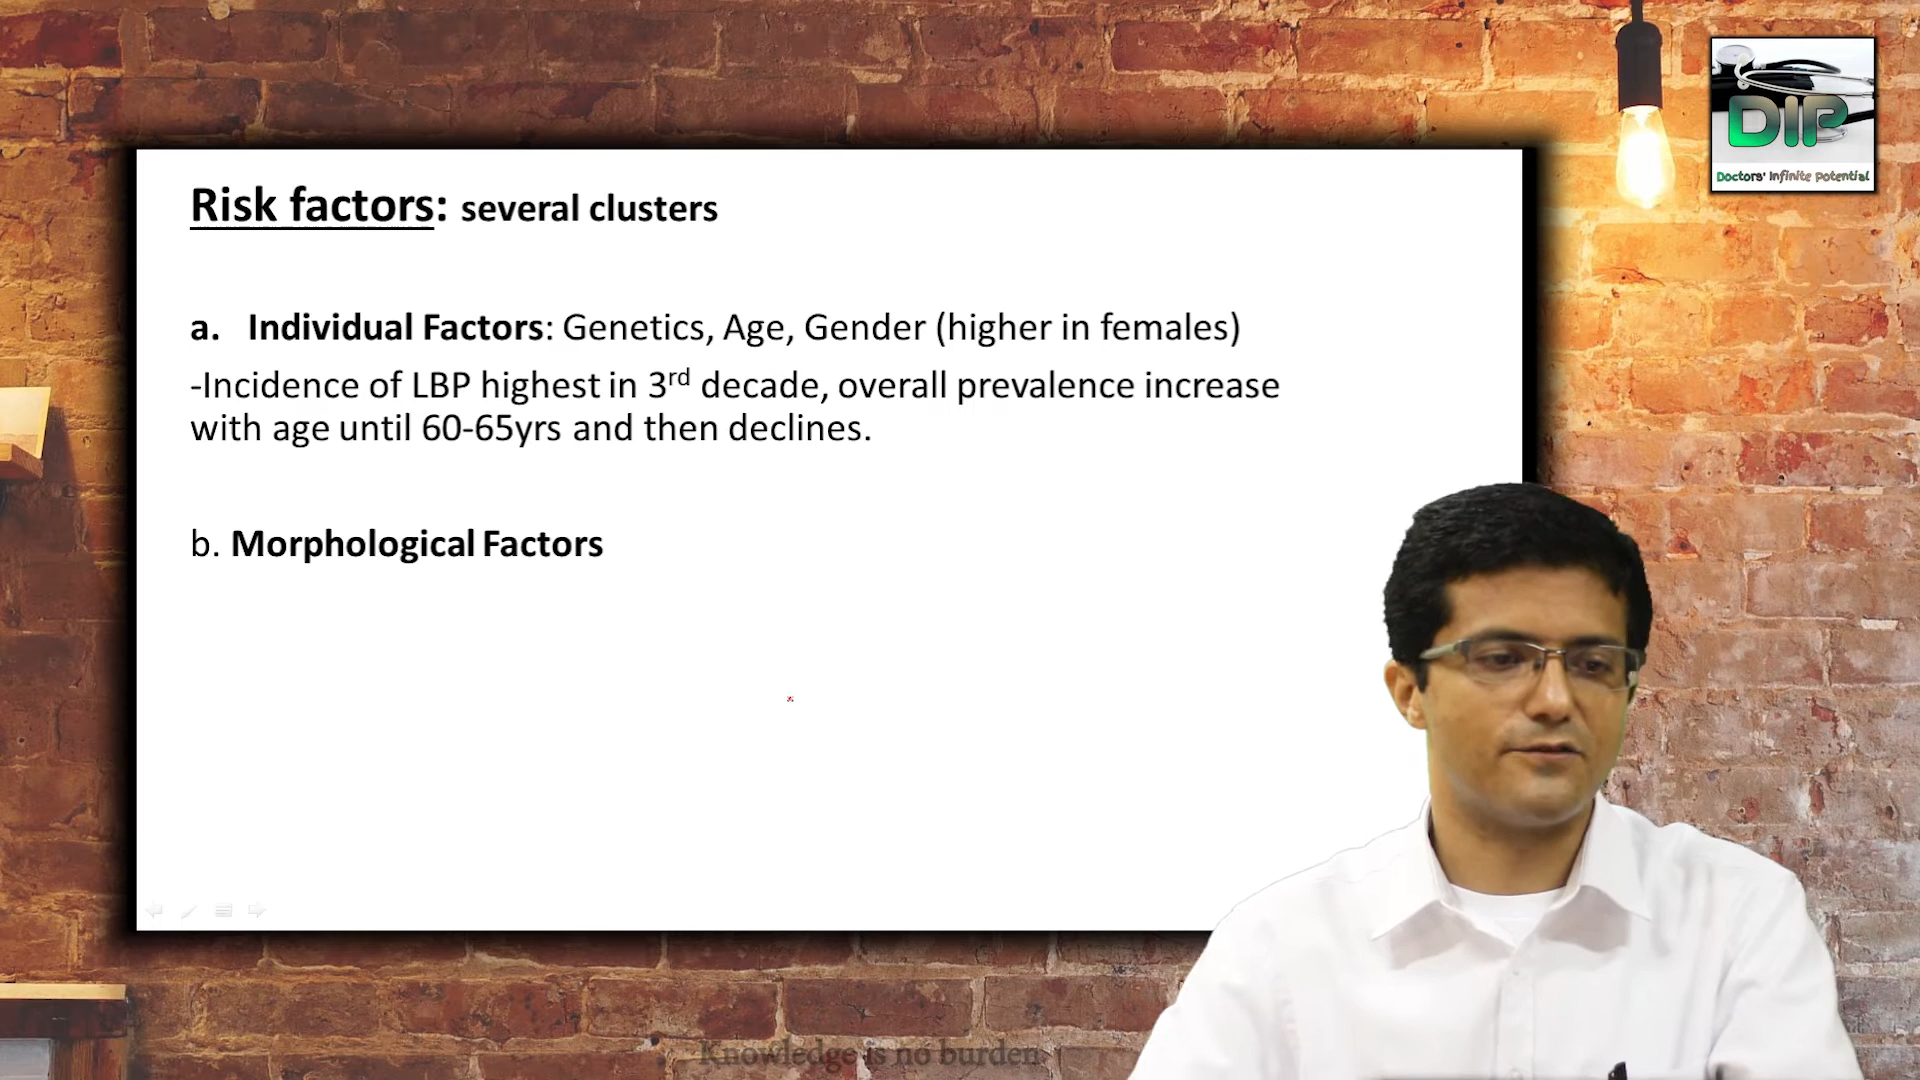 DIP
Doctors' Infinite Potential
Risk factors: several clusters
a. Individual Factors: Genetics, Age, Gender (higher in females)
-Incidence of LBP highest in 3rd decade, overall prevalence increase
with age until 60-65yrs and then declines.
b. Morphological Factors
Knowledge is no burden